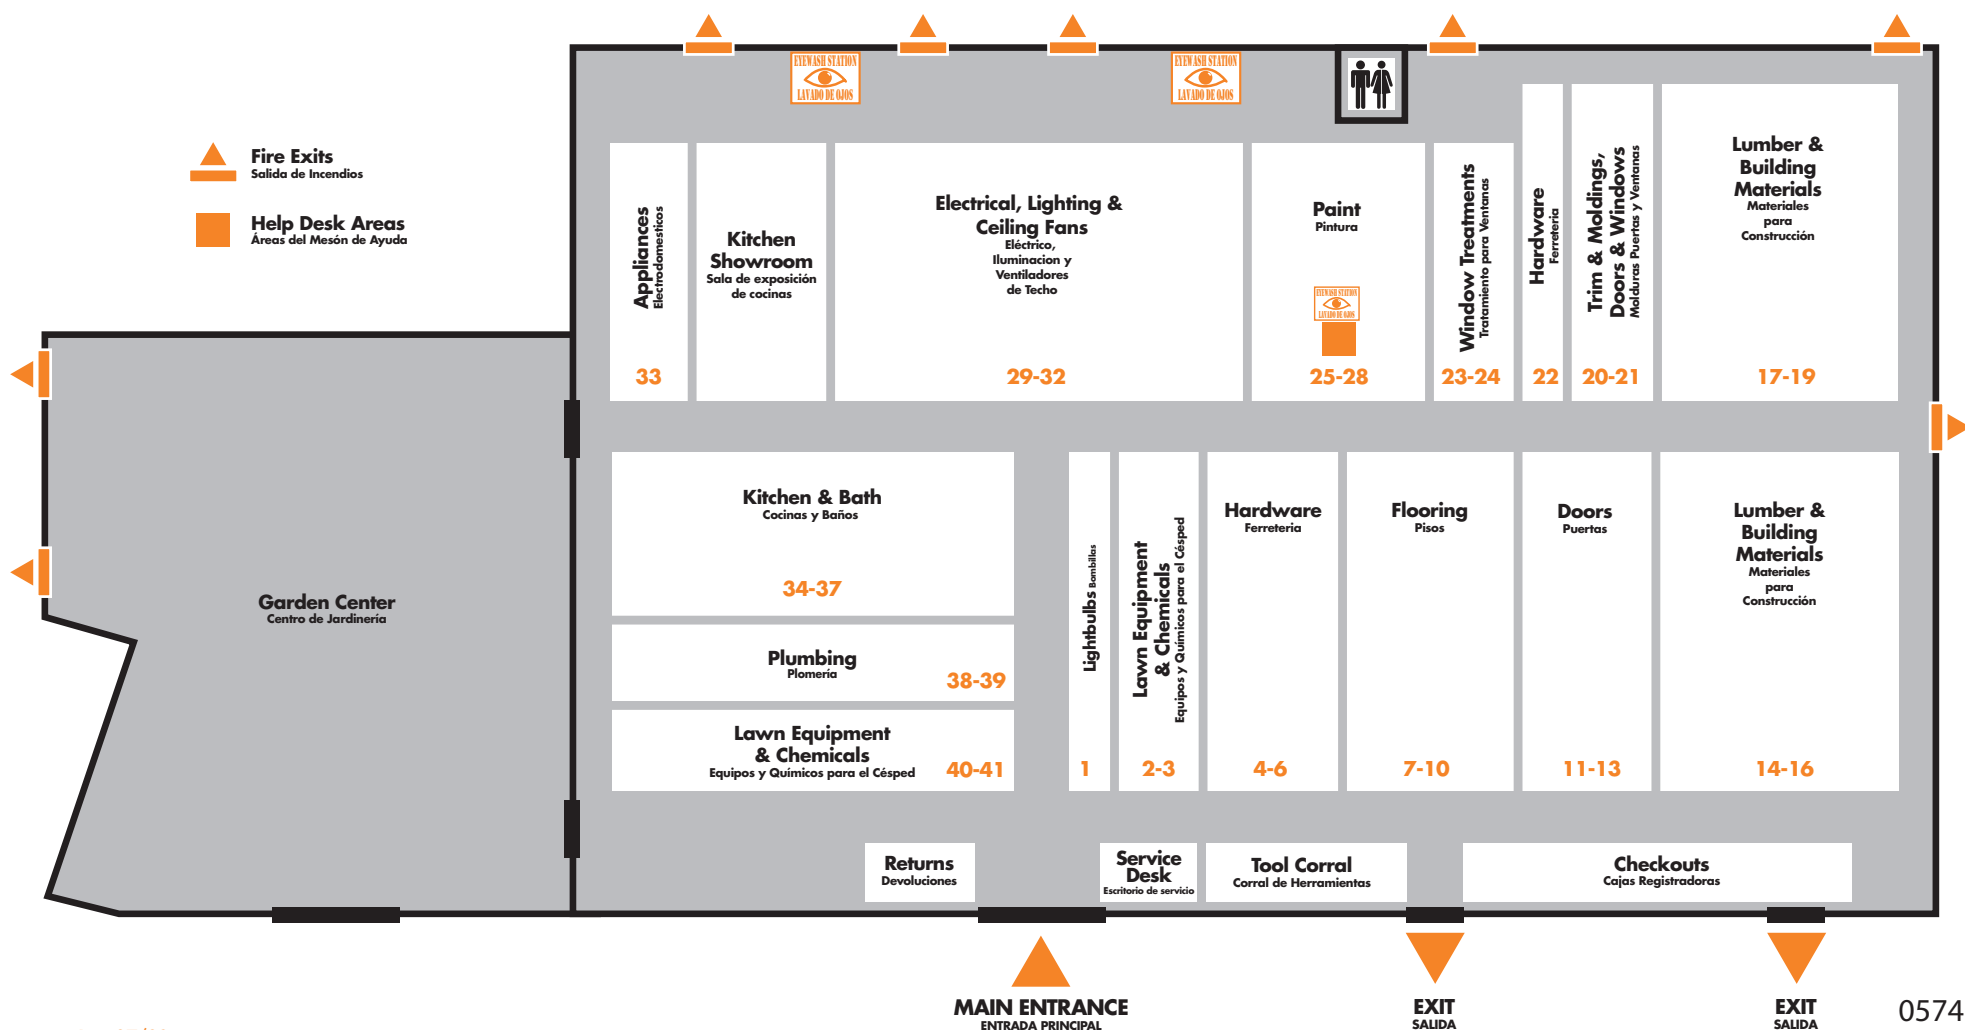 EYEWASH STATION
LAVADO DE OJOS
EYEWASH STATION
LAVADO DE OJOS
Fire Exits
Salida de Incendios
Help Desk Areas
Áreas del Mesón de Ayuda
Appliances
Electrodomesticos
33
Kitchen
Showroom
Sala de exposición
de cocinas
Electrical, Lighting &
Ceiling Fans
Eléctrico,
Iluminacion y
Ventiladores
de Techo
29-32
Paint
Pintura
EYEWASH STATION
LAVADO DE OJOS
25-28
Window Treatments
Tratamiento para Ventanas
23-24
Hardware
Ferreteria
22
Trim & Moldings,
Doors & Windows
Molduras Puertas y Ventanas
20-21
Lumber &
Building
Materials
Materiales
para
Construcción
17-19
Garden Center
Centro de Jardinería
Kitchen & Bath
Cocinas y Baños
34-37
Plumbing
Plomería
38-39
Lawn Equipment
& Chemicals
Equipos y Químicos para el Césped
40-41
Lightbulbs Bombillas
1
Lawn Equipment
& Chemicals
Equipos y Químicos para el Césped
2-3
Hardware
Ferreteria
4-6
Flooring
Pisos
7-10
Doors
Puertas
11-13
Lumber &
Building
Materials
Materiales
para
Construcción
14-16
Returns
Devoluciones
Service
Desk
Escritorio de servicio
Tool Corral
Corral de Herramientas
Checkouts
Cajas Registradoras
MAIN ENTRANCE
ENTRADA PRINCIPAL
EXIT
SALIDA
EXIT
SALIDA
0574